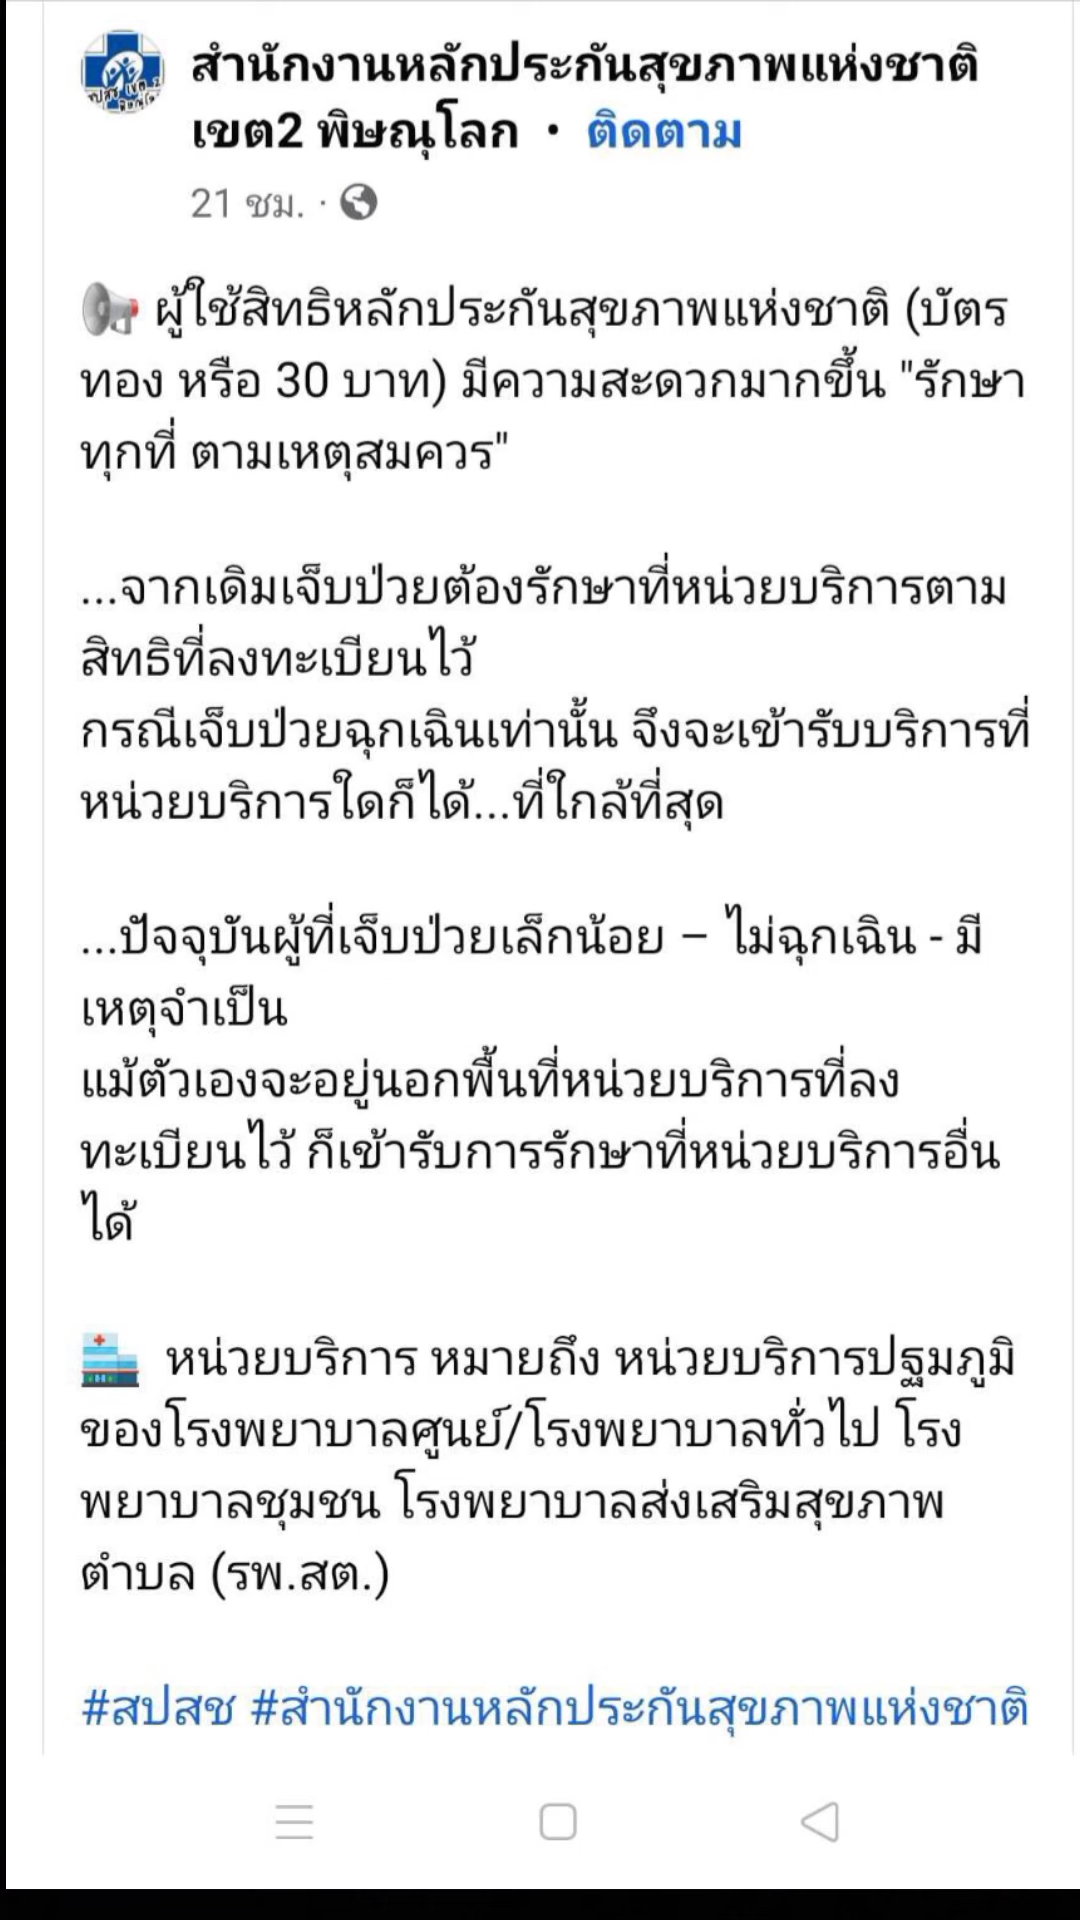 สำนักงานหลักประกันสุขภาพแห่งชาติ
เขต2 พิษณุโลก · ติดตาม
21 ชม. ·
ผู้ใช้สิทธิหลักประกันสุขภาพแห่งชาติ (บัตร
ทอง หรือ 30 บาท) มีความสะดวกมากขึ้น "รักษา
ทุกที่ ตามเหตุสมควร"
...จากเดิมเจ็บป่วยต้องรักษาที่หน่วยบริการตาม
สิทธิที่ลงทะเบียนไว้
กรณีเจ็บป่วยฉุกเฉินเท่านั้น จึงจะเข้ารับบริการที่
หน่วยบริการใดก็ได้...ที่ใกล้ที่สุด
...ปัจจุบันผู้ที่เจ็บป่วยเล็กน้อย – ไม่ฉุกเฉิน - มี
เหตุจำเป็น
แม้ตัวเองจะอยู่นอกพื้นที่หน่วยบริการที่ลง
ทะเบียนไว้ ก็เข้ารับการรักษาที่หน่วยบริการอื่น
ได้
หน่วยบริการ หมายถึง หน่วยบริการปฐมภูมิ
ของโรงพยาบาลศูนย์/โรงพยาบาลทั่วไป โรง
พยาบาลชุมชน โรงพยาบาลส่งเสริมสุขภาพ
ตำบล (รพ.สต.)
#สปสช #สำนักงานหลักประกันสุขภาพแห่งชาติ